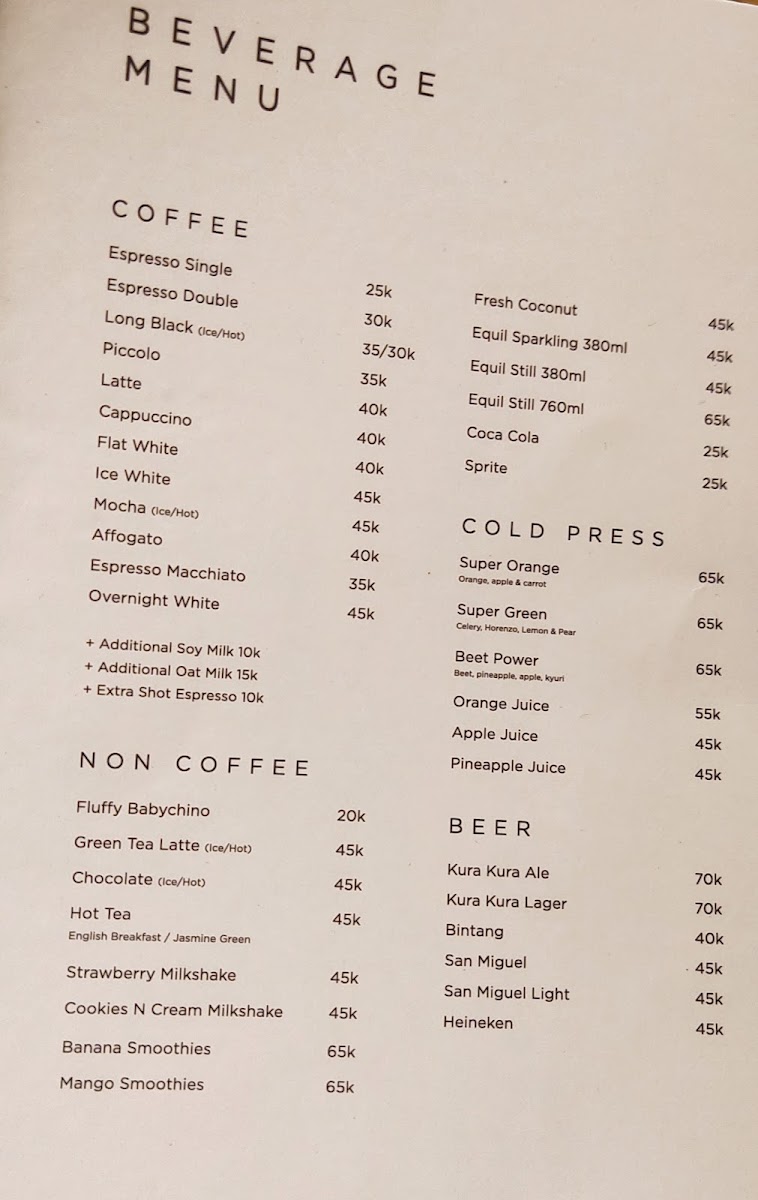 BEVERAGE
MENU
COFFEE
Espresso Single 25k
Espresso Double 30k
Long Black (Ice/Hot) 35/30k
Piccolo 35k
Latte 40k
Cappuccino 40k
Flat White 40k
Ice White 45k
Mocha (Ice/Hot) 45k
Affogato 40k
Espresso Macchiato 35k
Overnight White 45k
+ Additional Soy Milk 10k
+ Additional Oat Milk 15k
+ Extra Shot Espresso 10k
NON COFFEE
Fluffy Babychino 20k
Green Tea Latte (Ice/Hot) 45k
Chocolate (Ice/Hot) 45k
Hot Tea 45k
English Breakfast / Jasmine Green
Strawberry Milkshake 45k
Cookies N Cream Milkshake 45k
Banana Smoothies 65k
Mango Smoothies 65k
Fresh Coconut 45k
Equil Sparkling 380ml 45k
Equil Still 380ml 45k
Equil Still 760ml 65k
Coca Cola 25k
Sprite 25k
COLD PRESS
Super Orange 65k
Orange, apple & carrot
Super Green 65k
Celery, Horenzo, Lemon & Pear
Beet Power 65k
Beet, pineapple, apple, kyuri
Orange Juice 55k
Apple Juice 45k
Pineapple Juice 45k
BEER
Kura Kura Ale 70k
Kura Kura Lager 70k
Bintang 40k
San Miguel 45k
San Miguel Light 45k
Heineken 45k